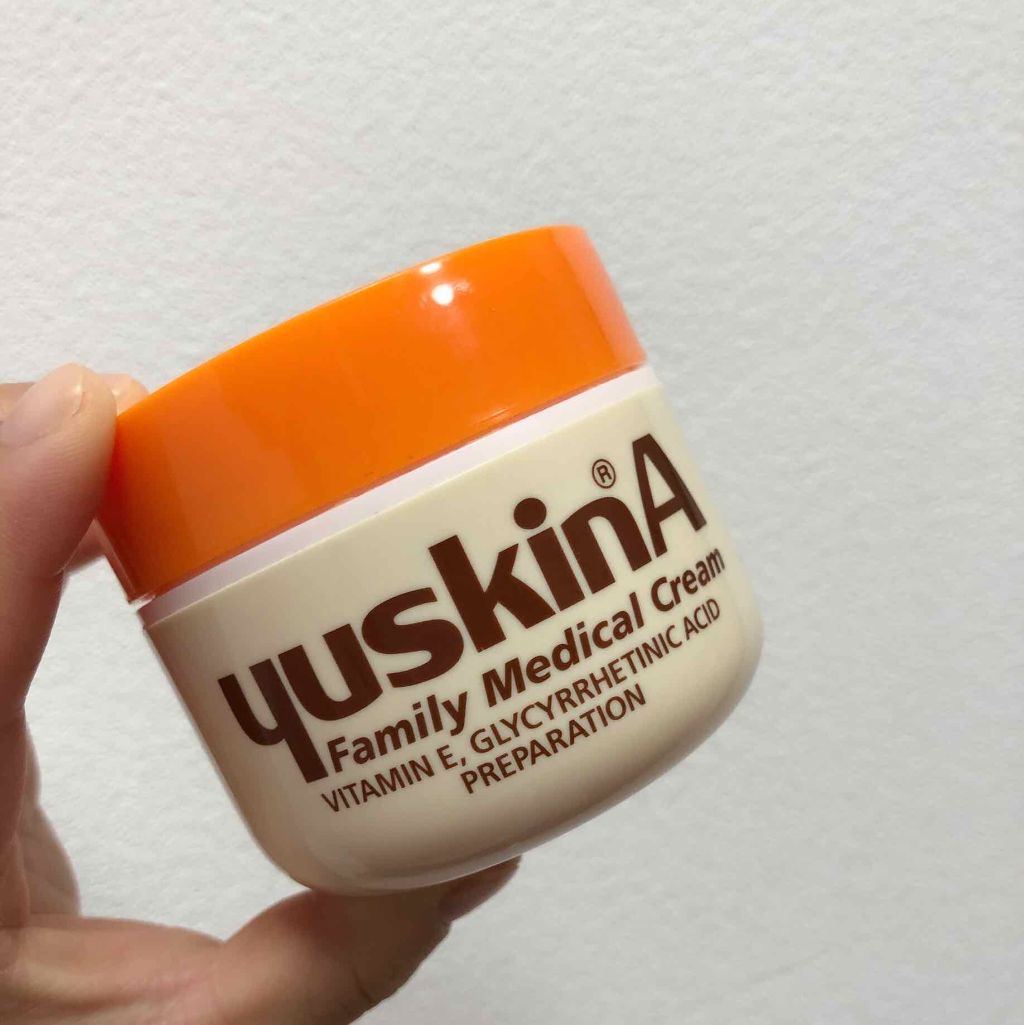 yuskinA®
Family Medical Cream
VITAMIN E, GLYCYRRHETINIC ACID
PREPARATION